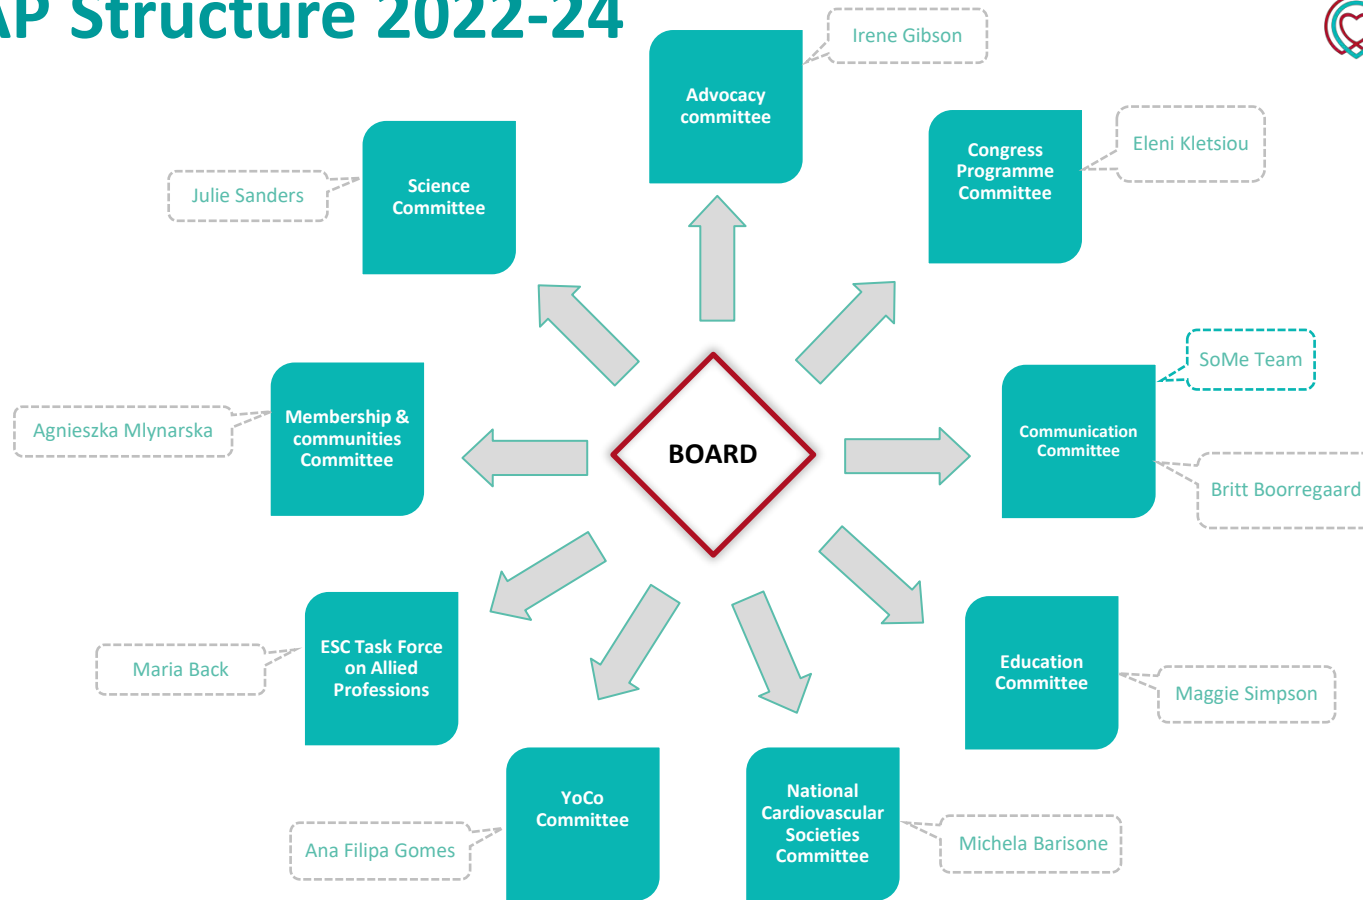 AP Structure 2022-24
Irene Gibson
Advocacy
committee
Eleni Kletsiou
Congress
Programme
Committee
Julie Sanders
Science
Committee
SoMe Team
Agnieszka Mlynarska
Membership &
communities
Committee
BOARD
Communication
Committee
Britt Boorregaard
Maria Back
ESC Task Force
on Allied
Professions
Education
Committee
Maggie Simpson
YoCo
Committee
Ana Filipa Gomes
National
Cardiovascular
Societies
Committee
Michela Barisone